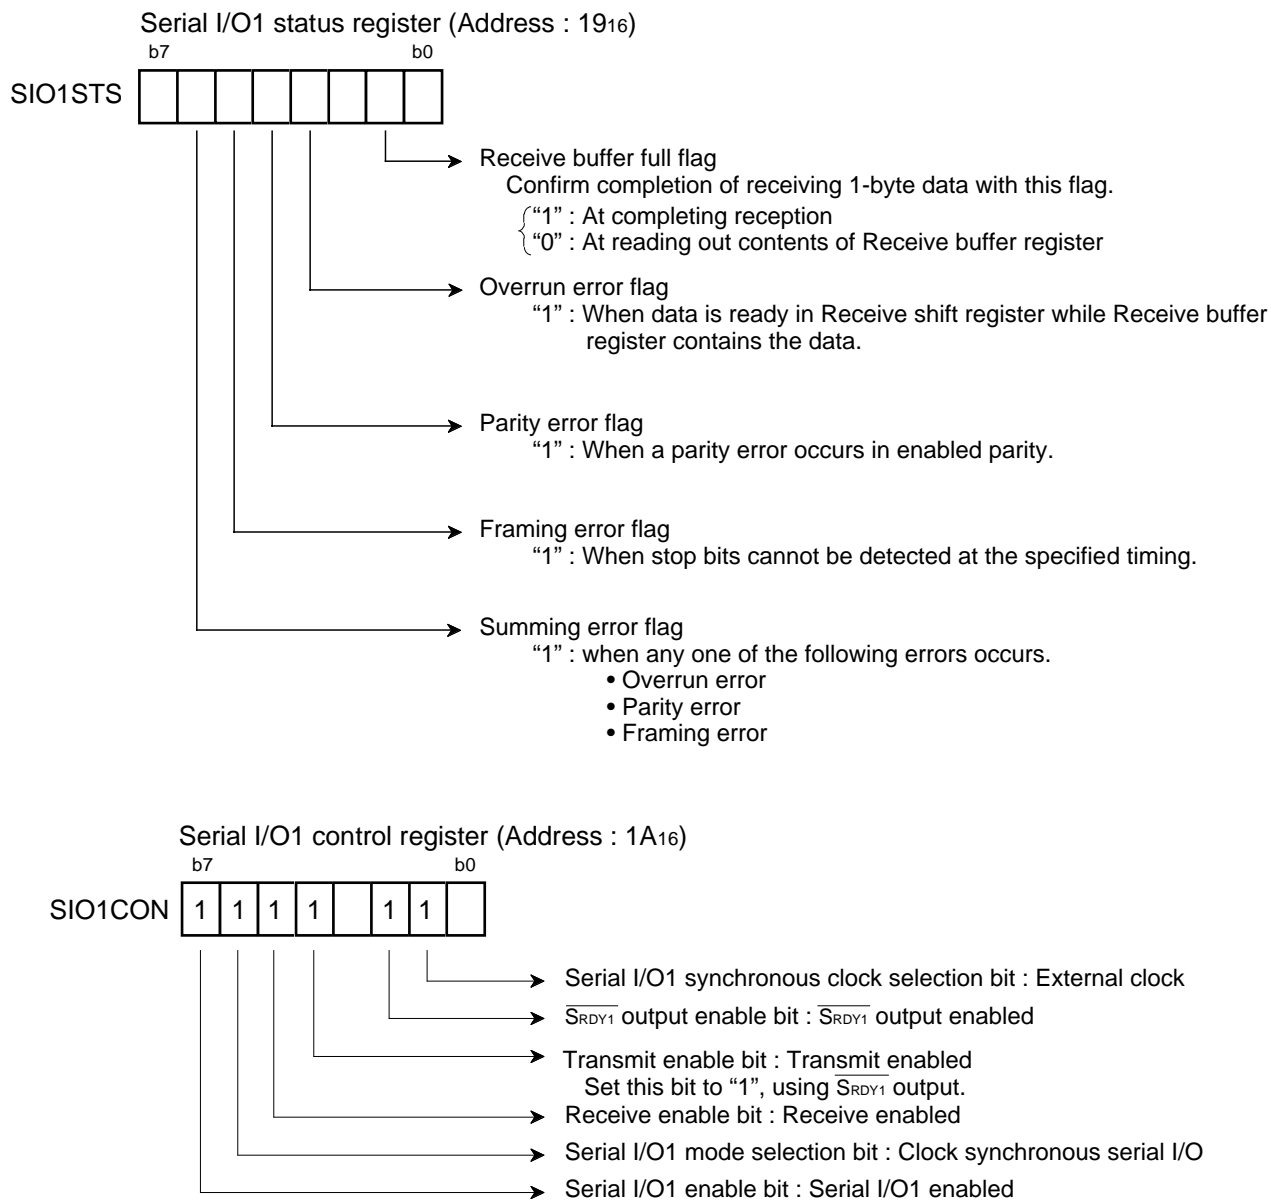 Serial I/O1 status register (Address : 1916)
b7 b0
SIO1STS
Receive buffer full flag
Confirm completion of receiving 1-byte data with this flag.
“1” : At completing reception
“0” : At reading out contents of Receive buffer register
Overrun error flag
“1” : When data is ready in Receive shift register while Receive buffer
register contains the data.
Parity error flag
“1” : When a parity error occurs in enabled parity.
Framing error flag
“1” : When stop bits cannot be detected at the specified timing.
Summing error flag
“1” : when any one of the following errors occurs.
• Overrun error
• Parity error
• Framing error
Serial I/O1 control register (Address : 1A16)
b7 b0
SIO1CON 1 1 1 1 1 1
Serial I/O1 synchronous clock selection bit : External clock
SRDY1 output enable bit : SRDY1 output enabled
Transmit enable bit : Transmit enabled
Set this bit to “1”, using SRDY1 output.
Receive enable bit : Receive enabled
Serial I/O1 mode selection bit : Clock synchronous serial I/O
Serial I/O1 enable bit : Serial I/O1 enabled